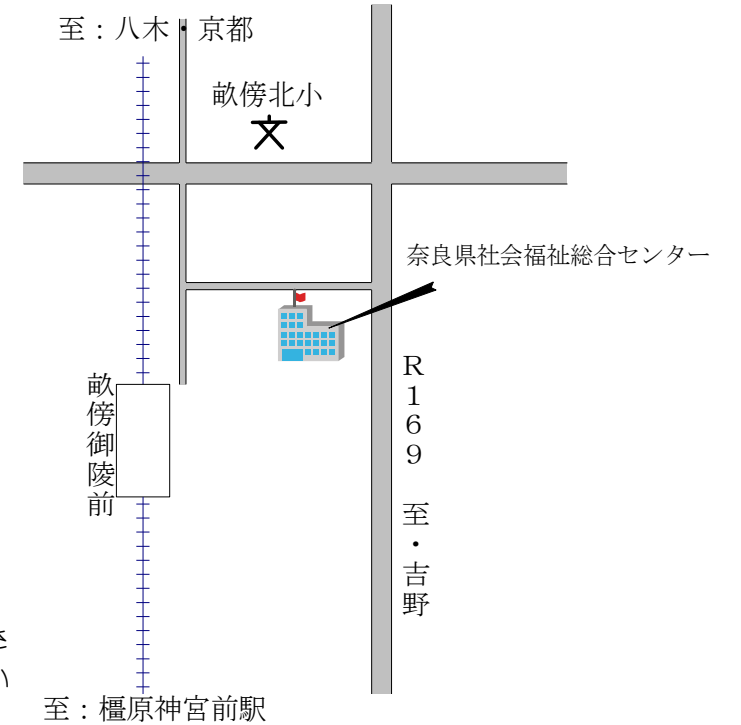 至：八木・京都
畝傍北小
奈良県社会福祉総合センター
R169 至・吉野
畝傍御陵前
い
至：橿原神宮前駅